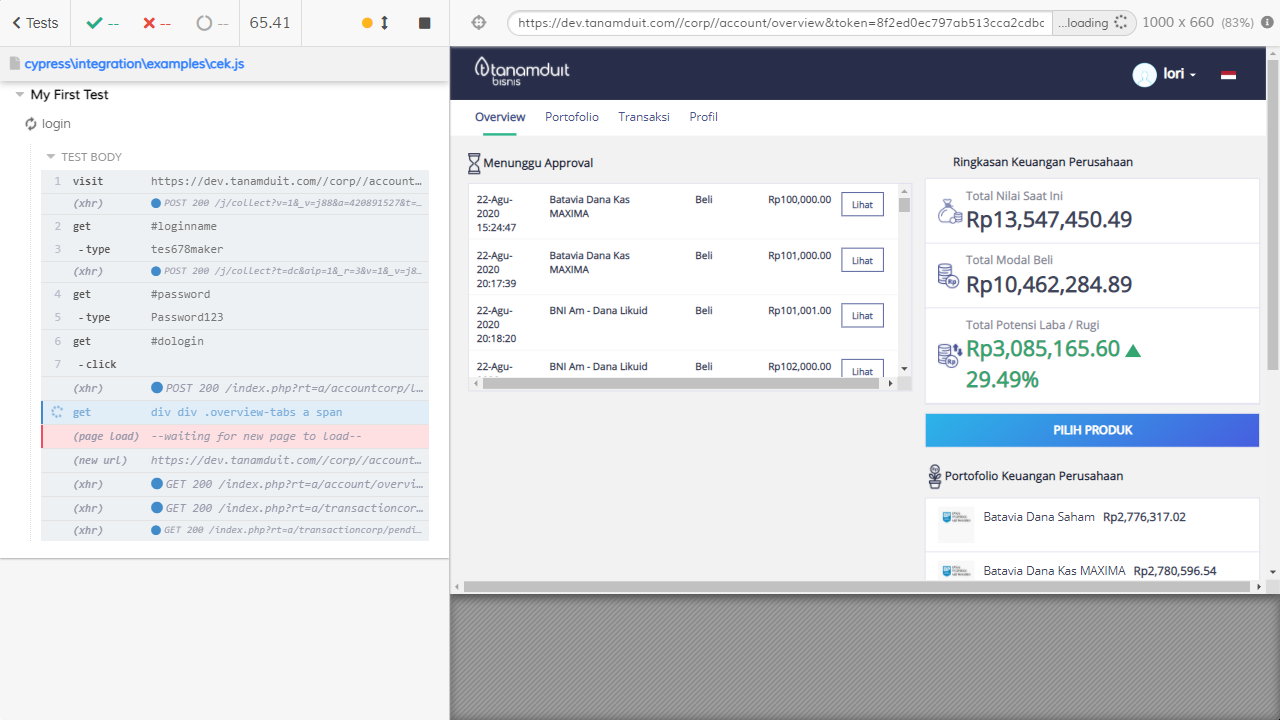 Tests
--
--
--
65.41
https://dev.tanamduit.com//corp//account/overview&token=8f2ed0ec797ab513cca2cdbc
...loading
1000 x 660 (83%)
cypress\integration\examples\cek.js
My First Test
login
TEST BODY
1 visit https://dev.tanamduit.com//corp//account…
(xhr) POST 200 /j/collect?v=1&_v=j88&a=420891527&t=…
2 get #loginname
3 -type tes678maker
(xhr) POST 200 /j/collect?t=dc&aip=1&_r=3&v=1&_v=j8…
4 get #password
5 -type Password123
6 get #dologin
7 -click
(xhr) POST 200 /index.php?rt=a/accountcorp/l…
get div div .overview-tabs a span
(page load) --waiting for new page to load--
(new url) https://dev.tanamduit.com//corp//account…
(xhr) GET 200 /index.php?rt=a/account/overvi…
(xhr) GET 200 /index.php?rt=a/transactioncor…
(xhr) GET 200 /index.php?rt=a/transactioncorp/pendi…
tanamduit
bisnis
lori
Overview Portofolio Transaksi Profil
Menunggu Approval
22-Agu-
2020
15:24:47
Batavia Dana Kas
MAXIMA
Beli
Rp100,000.00
Lihat
22-Agu-
2020
20:17:39
Batavia Dana Kas
MAXIMA
Beli
Rp101,000.00
Lihat
22-Agu-
2020
20:18:20
BNI Am - Dana Likuid
Beli
Rp101,001.00
Lihat
22-Agu-
BNI Am - Dana Likuid
Beli
Rp102,000.00
Lihat
Ringkasan Keuangan Perusahaan
Total Nilai Saat Ini
Rp13,547,450.49
Total Modal Beli
Rp10,462,284.89
Total Potensi Laba / Rugi
Rp3,085,165.60
29.49%
PILIH PRODUK
Portofolio Keuangan Perusahaan
Batavia Dana Saham Rp2,776,317.02
Batavia Dana Kas MAXIMA Rp2,780,596.54